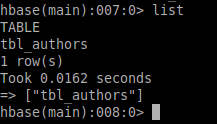 hbase(main):007:0> list
TABLE
tbl_authors
1 row(s)
Took 0.0162 seconds
=> ["tbl_authors"]
hbase(main):008:0>